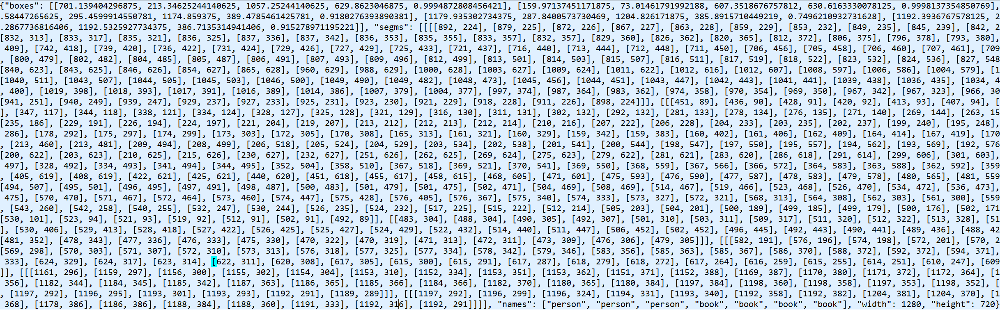 {"boxes": [[701.139404296875, 213.34625244140625, 1057.25244140625, 629.8623046875, 0.9994872808456421], [159.97137451171875, 73.01461791992188, 607.3518676757812, 630.6163330078125, 0.9998137354850769],
.58447265625, 295.4599914550781, 1174.859375, 389.4785461425781, 0.9180276393890381], [1179.935302734375, 287.8400573730469, 1204.826171875, 385.8915710449219, 0.7496210932731628], [1192.3936767578125, 2
.2867736816406, 1192.5325927734375, 386.7135314941406, 0.915278971195221]], "segms": [[[[892, 224], [879, 225], [872, 226], [867, 227], [863, 228], [859, 229], [853, 232], [849, 235], [845, 239], [842, 2
[832, 313], [833, 317], [835, 321], [836, 325], [837, 336], [837, 342], [836, 353], [835, 355], [833, 357], [832, 357], [829, 360], [826, 362], [820, 365], [812, 372], [806, 375], [796, 378], [793, 380],
409], [742, 418], [739, 420], [736, 422], [731, 424], [729, 426], [727, 429], [725, 433], [721, 437], [716, 440], [713, 444], [712, 448], [711, 450], [706, 456], [705, 458], [706, 460], [707, 461], [709
, [800, 479], [802, 482], [804, 485], [805, 487], [806, 491], [807, 493], [809, 496], [812, 499], [813, 501], [814, 503], [815, 507], [816, 511], [817, 519], [818, 522], [823, 532], [824, 536], [827, 548
[840, 623], [843, 625], [846, 626], [854, 627], [865, 628], [960, 629], [988, 629], [1000, 628], [1003, 627], [1009, 624], [1011, 622], [1012, 616], [1012, 607], [1008, 597], [1006, 586], [1004, 579], [1
[1040, 511], [1043, 507], [1044, 505], [1045, 503], [1046, 500], [1049, 490], [1049, 482], [1048, 473], [1045, 456], [1044, 451], [1043, 447], [1042, 443], [1041, 441], [1039, 438], [1036, 435], [1034, 4
, 400], [1019, 398], [1018, 393], [1017, 391], [1016, 389], [1014, 386], [1007, 379], [1004, 377], [997, 374], [987, 364], [983, 362], [974, 358], [970, 354], [969, 350], [967, 342], [967, 323], [966, 30
[941, 251], [940, 249], [939, 247], [929, 237], [927, 233], [925, 231], [923, 230], [921, 229], [918, 228], [911, 226], [898, 224]]], [[[451, 89], [436, 90], [428, 91], [420, 92], [413, 93], [407, 94], [
], [347, 117], [344, 118], [338, 121], [334, 124], [328, 127], [325, 128], [321, 129], [316, 130], [311, 131], [302, 132], [292, 132], [281, 133], [278, 134], [276, 135], [271, 140], [269, 144], [263, 15
[235, 186], [229, 191], [226, 194], [224, 197], [221, 204], [219, 207], [213, 212], [212, 213], [212, 214], [210, 216], [207, 222], [206, 228], [204, 233], [203, 235], [202, 237], [199, 240], [195, 248],
286], [178, 292], [175, 297], [174, 299], [173, 303], [172, 305], [170, 308], [165, 313], [161, 321], [160, 329], [159, 342], [159, 383], [160, 402], [161, 406], [162, 409], [164, 414], [167, 419], [170
, [213, 460], [213, 481], [209, 494], [208, 499], [206, 518], [205, 524], [204, 529], [203, 534], [202, 538], [201, 541], [200, 544], [198, 547], [197, 550], [195, 557], [194, 562], [193, 569], [192, 576
[200, 622], [203, 623], [210, 625], [215, 626], [230, 627], [232, 627], [251, 626], [262, 625], [269, 624], [275, 623], [279, 622], [281, 621], [283, 620], [286, 618], [291, 614], [299, 606], [301, 603],
497], [328, 492], [334, 493], [341, 494], [344, 495], [352, 504], [358, 510], [367, 518], [369, 521], [370, 541], [369, 550], [368, 559], [367, 566], [366, 572], [364, 583], [363, 588], [362, 592], [359
, [405, 619], [408, 619], [422, 621], [425, 621], [440, 620], [451, 618], [455, 617], [458, 615], [468, 605], [471, 601], [475, 593], [476, 590], [477, 587], [478, 583], [479, 578], [480, 565], [481, 559
[494, 507], [495, 501], [496, 495], [497, 491], [498, 487], [500, 483], [501, 479], [501, 475], [502, 471], [504, 469], [508, 469], [514, 467], [519, 466], [523, 468], [526, 470], [534, 472], [536, 473],
475], [570, 470], [571, 467], [572, 464], [573, 460], [574, 447], [575, 428], [576, 405], [576, 367], [575, 340], [574, 333], [573, 327], [572, 321], [568, 313], [564, 308], [562, 303], [561, 300], [559
, [543, 260], [542, 258], [540, 255], [532, 247], [530, 244], [526, 235], [524, 232], [517, 225], [515, 222], [512, 214], [505, 203], [504, 201], [500, 189], [499, 185], [499, 179], [500, 176], [502, 171
[530, 101], [523, 94], [521, 93], [519, 92], [512, 91], [502, 91], [492, 89]], [[483, 304], [488, 304], [490, 305], [492, 307], [501, 310], [503, 311], [509, 317], [511, 320], [512, 322], [513, 328], [51
], [530, 406], [529, 413], [528, 418], [527, 422], [526, 425], [525, 427], [524, 429], [522, 432], [514, 440], [511, 447], [506, 452], [502, 452], [496, 445], [492, 443], [490, 441], [489, 436], [488, 42
[481, 352], [478, 343], [477, 336], [476, 333], [475, 330], [470, 322], [470, 319], [471, 313], [472, 311], [473, 309], [476, 306], [479, 305]]], [[[582, 191], [576, 196], [574, 198], [572, 201], [570, 2
[569, 298], [570, 303], [571, 307], [572, 310], [573, 313], [576, 318], [577, 325], [577, 334], [578, 342], [579, 346], [583, 356], [585, 363], [585, 367], [586, 370], [588, 372], [592, 372], [594, 371],
333], [624, 329], [624, 317], [623, 314], [622, 311], [620, 308], [617, 305], [615, 300], [615, 291], [617, 287], [618, 279], [618, 272], [617, 264], [616, 259], [615, 255], [614, 251], [610, 247], [609
]], [[[1161, 296], [1159, 297], [1156, 300], [1155, 302], [1154, 304], [1153, 310], [1152, 334], [1153, 351], [1153, 362], [1151, 371], [1152, 388], [1169, 387], [1170, 380], [1171, 372], [1172, 364], [1
356], [1182, 344], [1184, 345], [1185, 342], [1187, 363], [1186, 365], [1185, 366], [1184, 366], [1182, 370], [1180, 365], [1180, 384], [1197, 384], [1198, 360], [1198, 358], [1197, 353], [1198, 352], [
, [1197, 292], [1196, 295], [1193, 301], [1193, 293], [1192, 291], [1189, 289]]], [[[1197, 292], [1196, 299], [1196, 324], [1194, 331], [1193, 340], [1192, 358], [1192, 382], [1204, 381], [1204, 370], [1
368], [1178, 386], [1186, 386], [1188, 384], [1188, 360], [1191, 333], [1192, 316], [1192, 291]]]], "names": ["person", "person", "person", "book", "book", "book", "book"], "width": 1280, "height": 720}